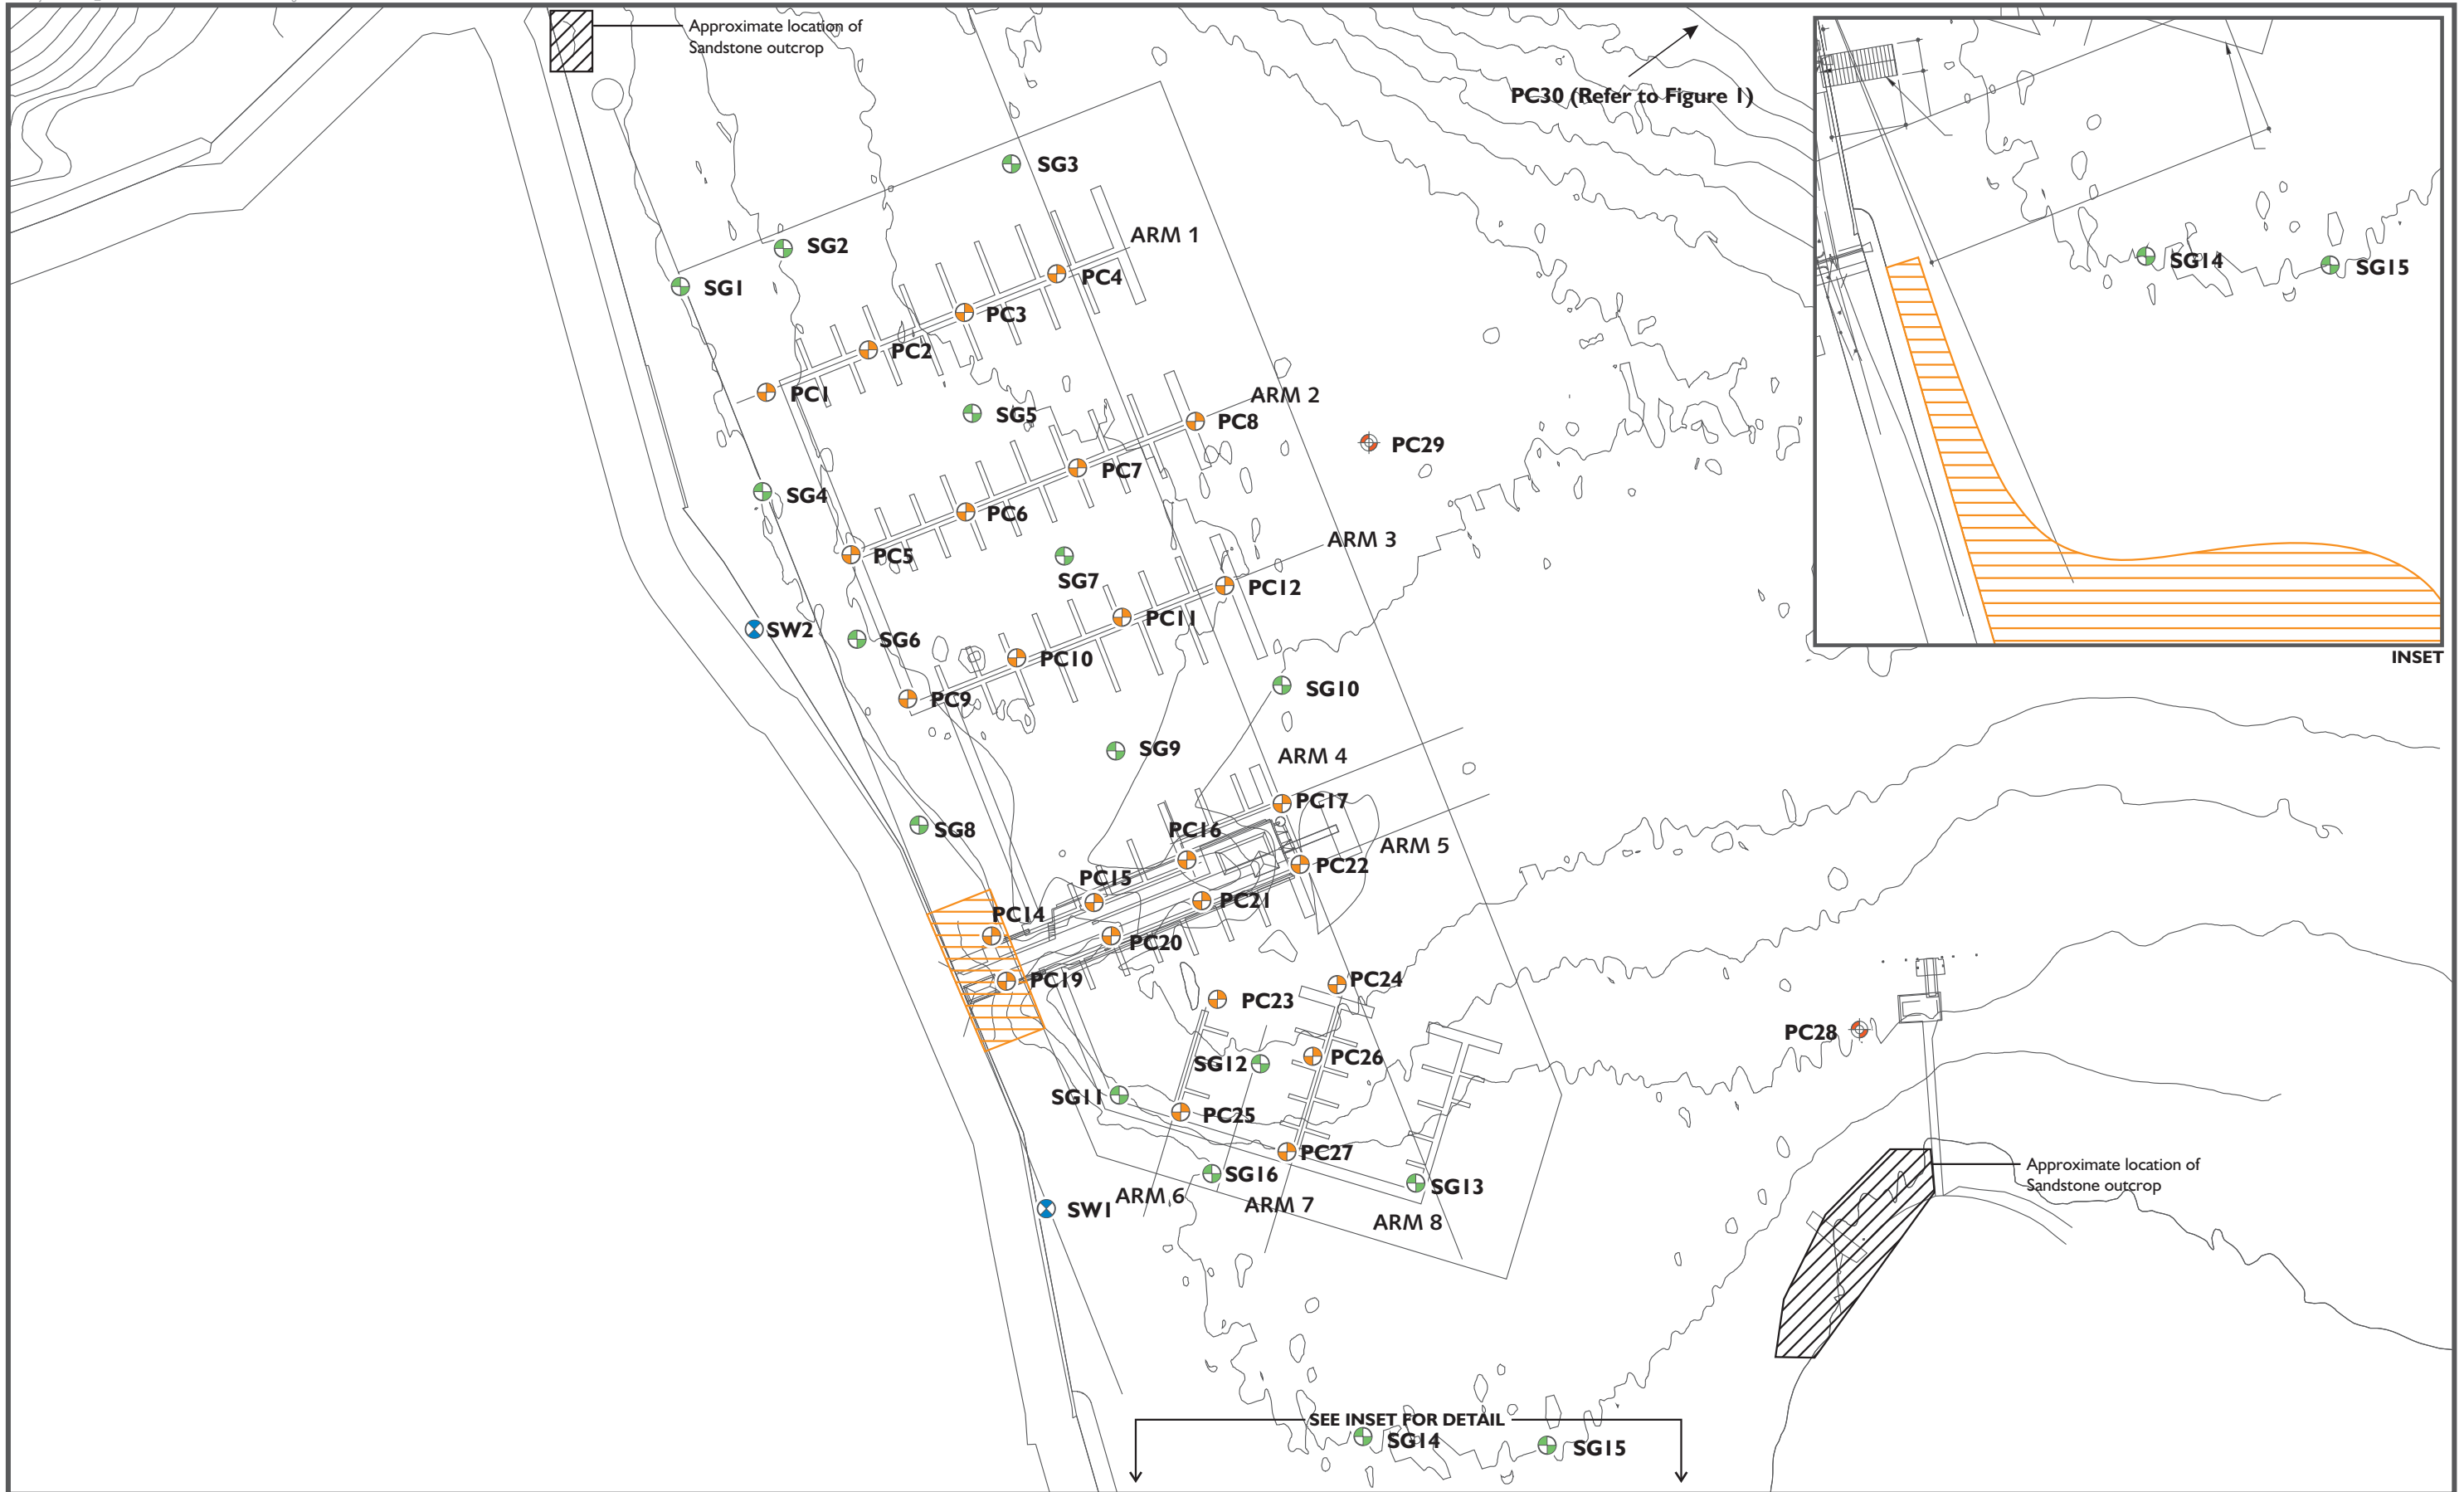 Approximate location of
Sandstone outcrop
PC30 (Refer to Figure 1)
SG3
ARM 1
SG2
PC4
SG1
PC3
PC2
PC1
SG5
ARM 2
PC8
PC29
PC7
SG4
PC6
PC5
SG7
ARM 3
PC12
PC11
SW2
SG6
PC10
PC9
SG10
SG9
ARM 4
PC17
SG8
PC16
ARM 5
PC22
PC15
PC21
PC14
PC20
PC19
PC24
PC23
PC28
PC26
SG12
SG11
PC25
PC27
SG16
SG13
ARM 6
ARM 7
ARM 8
SW1
Approximate location of
Sandstone outcrop
SEE INSET FOR DETAIL
SG14
SG15
SG14
SG15
INSET